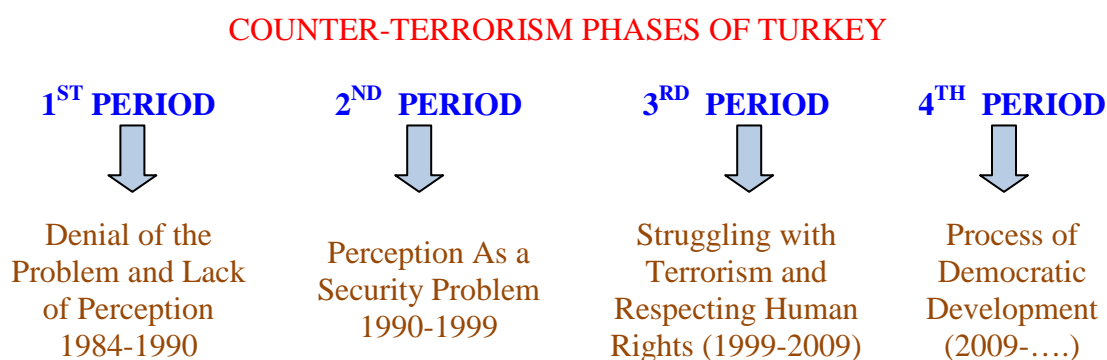 COUNTER-TERRORISM PHASES OF TURKEY
1ST PERIOD
2ND PERIOD
3RD PERIOD
4TH PERIOD
Denial of the
Problem and Lack
of Perception
1984-1990
Perception As a
Security Problem
1990-1999
Struggling with
Terrorism and
Respecting Human
Rights (1999-2009)
Process of
Democratic
Development
(2009-….)